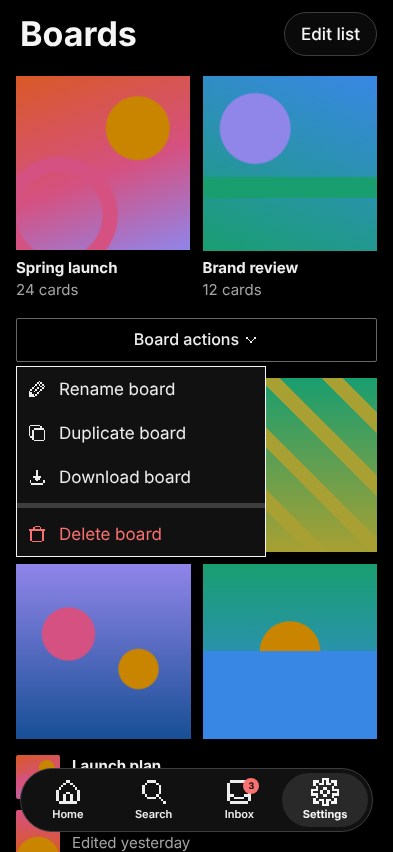 Boards
Edit list
Spring launch
24 cards
Brand review
12 cards
Board actions
Rename board
Duplicate board
Download board
Delete board
Launch plan
Edited yesterday
Home
Search
3
Inbox
Settings